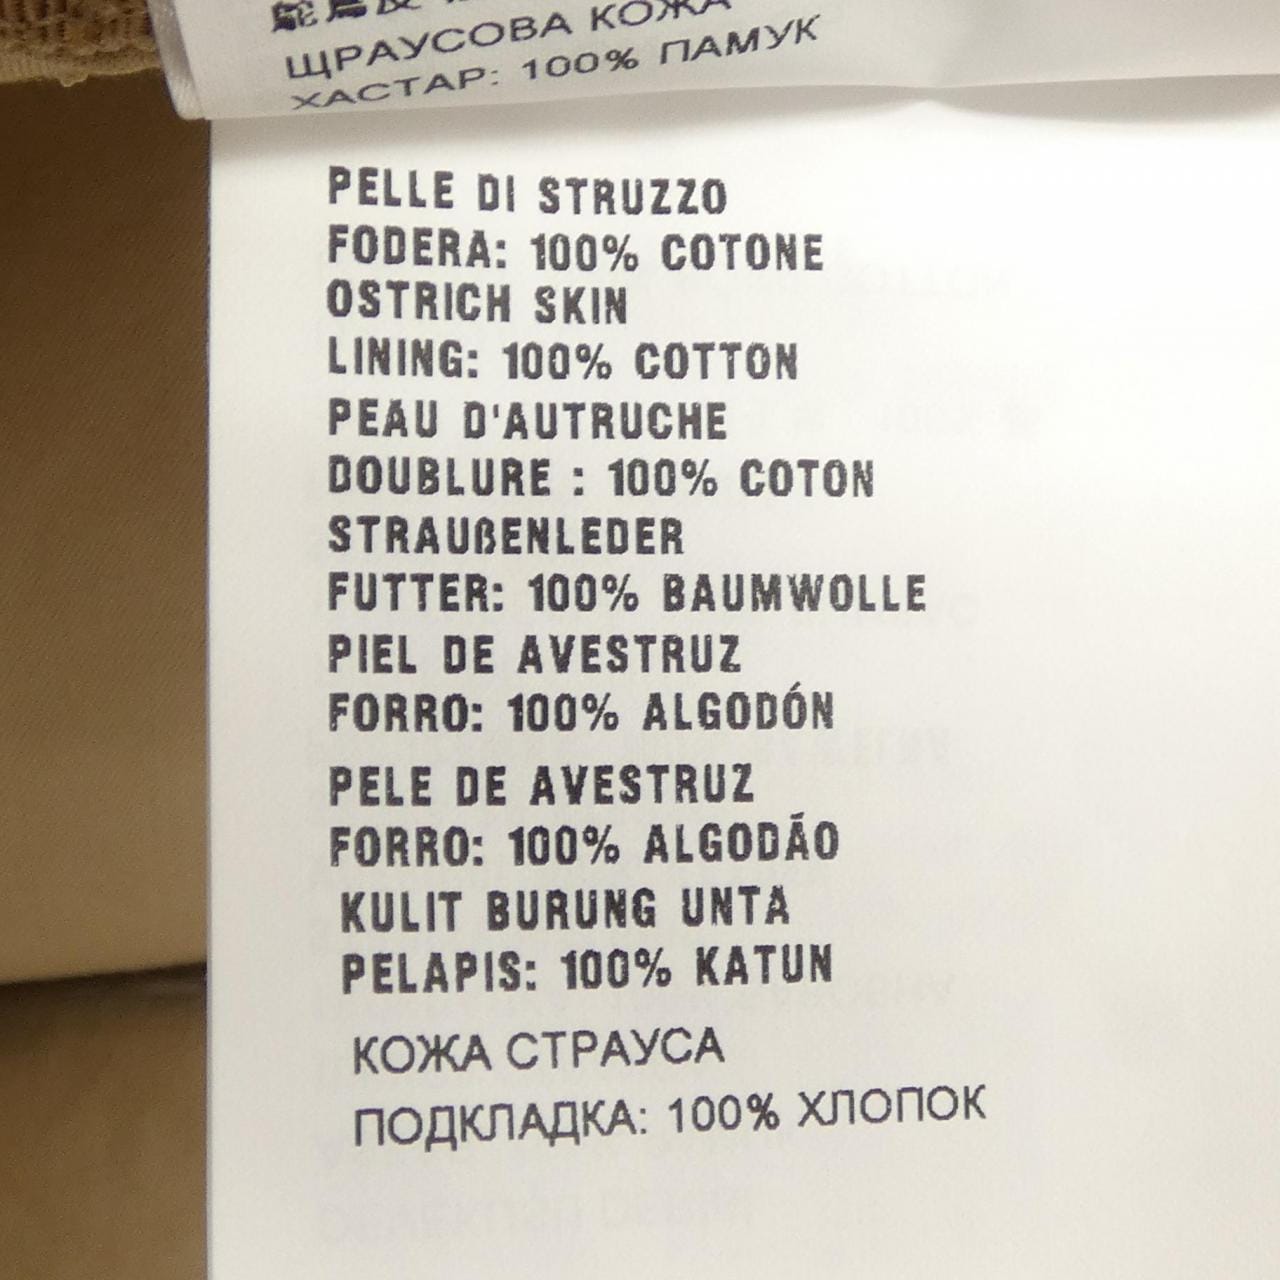 ЩРАУСОВА КОЖА
ХАСТАР: 100% ПАМУК
PELLE DI STRUZZO
FODERA: 100% COTONE
OSTRICH SKIN
LINING: 100% COTTON
PEAU D'AUTRUCHE
DOUBLURE : 100% COTON
STRAUßENLEDER
FUTTER: 100% BAUMWOLLE
PIEL DE AVESTRUZ
FORRO: 100% ALGODÓN
PELE DE AVESTRUZ
FORRO: 100% ALGODÃO
KULIT BURUNG UNTA
PELAPIS: 100% KATUN
КОЖА СТРАУСА
ПОДКЛАДКА: 100% ХЛОПОК